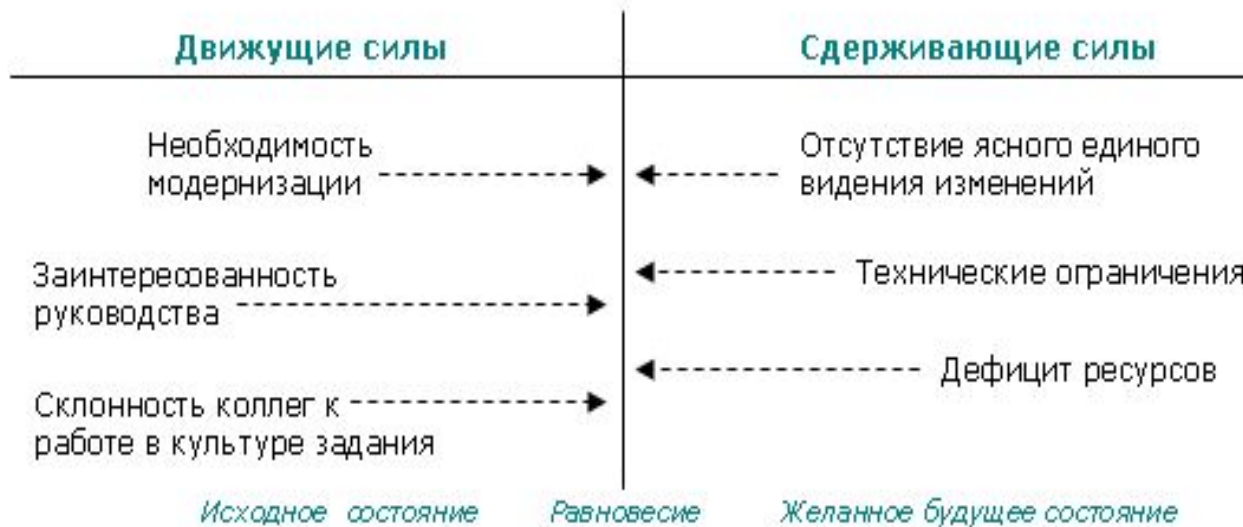 Движущие силы
Сдерживающие силы
Необходимость
модернизации
Отсутствие ясного единого
видения изменений
Заинтересованность
руководства
Технические ограничения
Дефицит ресурсов
Склонность коллег к
работе в культуре задания
Исходное состояние
Равновесие
Желанное будущее состояние